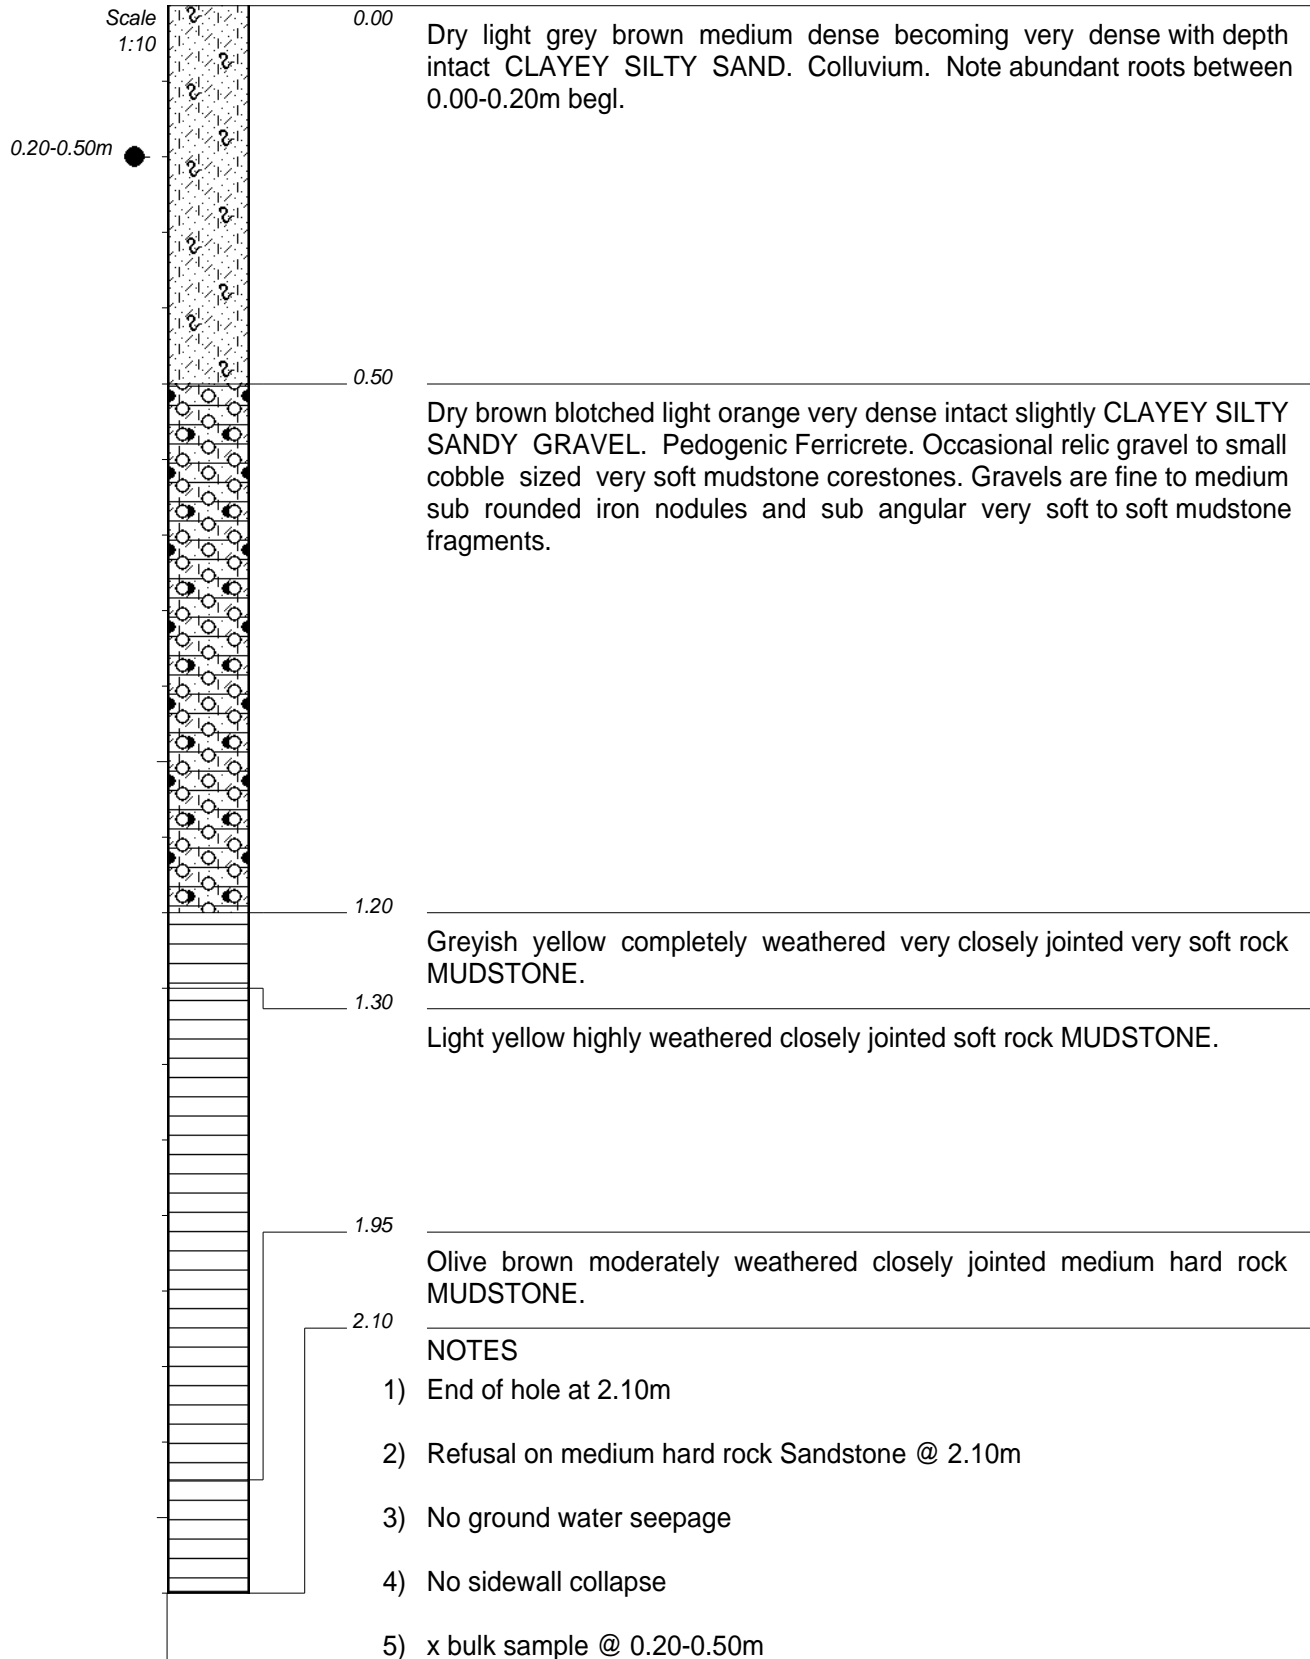 Scale
1:10
0.00
Dry light grey brown medium dense becoming very dense with depth
intact CLAYEY SILTY SAND. Colluvium. Note abundant roots between
0.00-0.20m begl.
0.20-0.50m
0.50
Dry brown blotched light orange very dense intact slightly CLAYEY SILTY
SANDY GRAVEL. Pedogenic Ferricrete. Occasional relic gravel to small
cobble sized very soft mudstone corestones. Gravels are fine to medium
sub rounded iron nodules and sub angular very soft to soft mudstone
fragments.
1.20
Greyish yellow completely weathered very closely jointed very soft rock
MUDSTONE.
1.30
Light yellow highly weathered closely jointed soft rock MUDSTONE.
1.95
Olive brown moderately weathered closely jointed medium hard rock
MUDSTONE.
2.10
NOTES
1) End of hole at 2.10m
2) Refusal on medium hard rock Sandstone @ 2.10m
3) No ground water seepage
4) No sidewall collapse
5) x bulk sample @ 0.20-0.50m